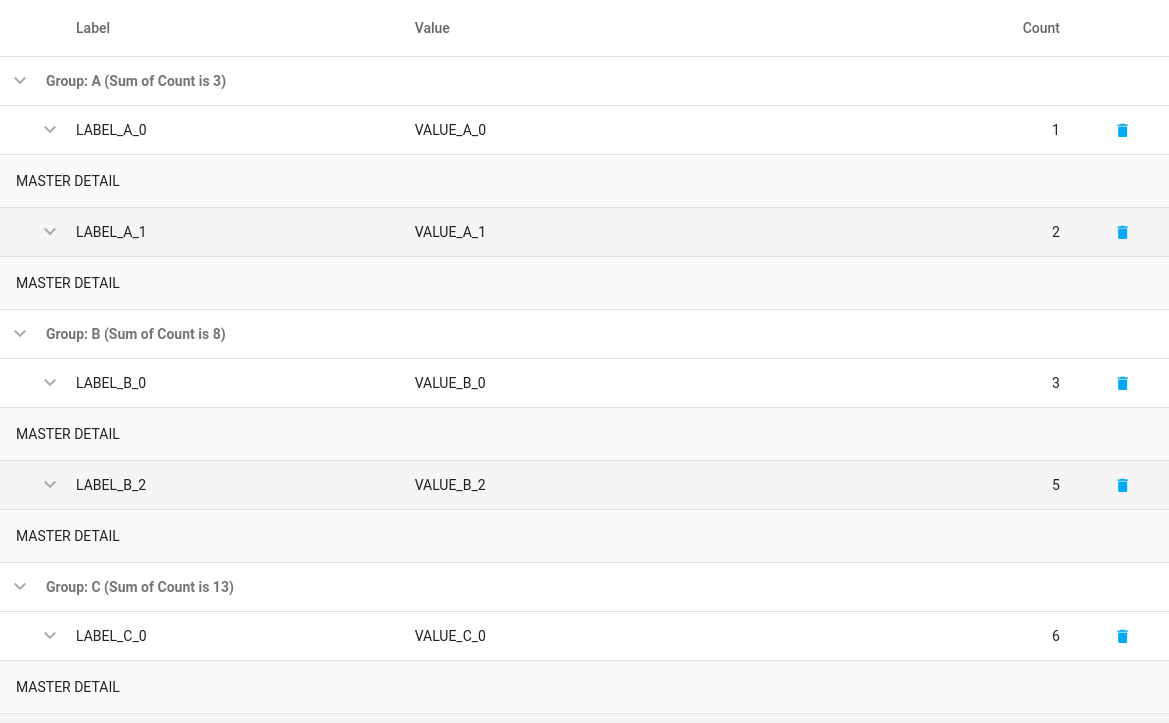 Label Value Count
Group: A (Sum of Count is 3)
LABEL_A_0 VALUE_A_0 1
MASTER DETAIL
LABEL_A_1 VALUE_A_1 2
MASTER DETAIL
Group: B (Sum of Count is 8)
LABEL_B_0 VALUE_B_0 3
MASTER DETAIL
LABEL_B_2 VALUE_B_2 5
MASTER DETAIL
Group: C (Sum of Count is 13)
LABEL_C_0 VALUE_C_0 6
MASTER DETAIL